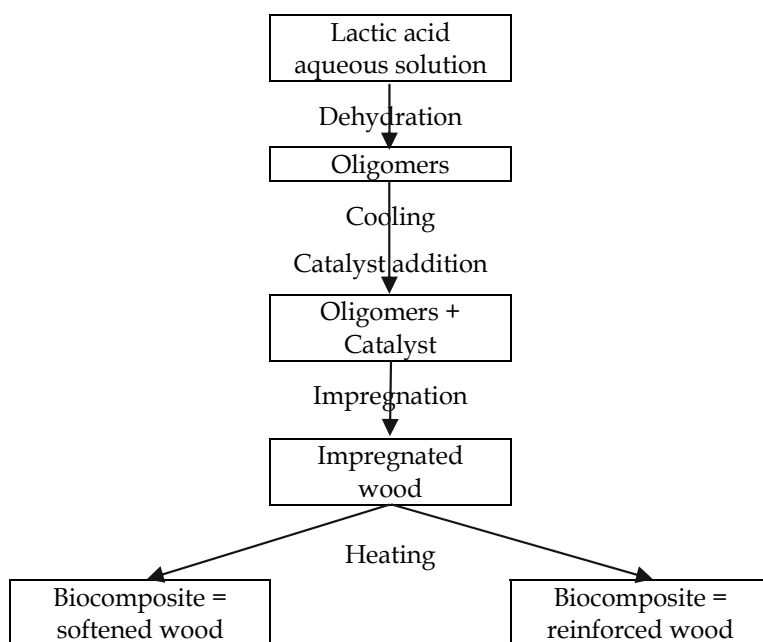 Lactic acid
aqueous solution
Dehydration
Oligomers
Cooling
Catalyst addition
Oligomers +
Catalyst
Impregnation
Impregnated
wood
Heating
Biocomposite =
softened wood
Biocomposite =
reinforced wood